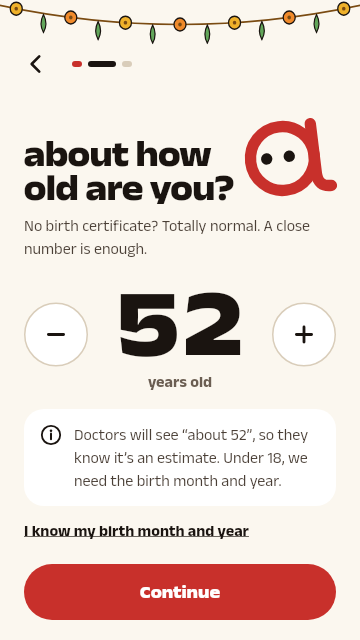 about how
old are you?
No birth certificate? Totally normal. A close
number is enough.
52
years old
Doctors will see “about 52”, so they
know it’s an estimate. Under 18, we
need the birth month and year.
I know my birth month and year
Continue